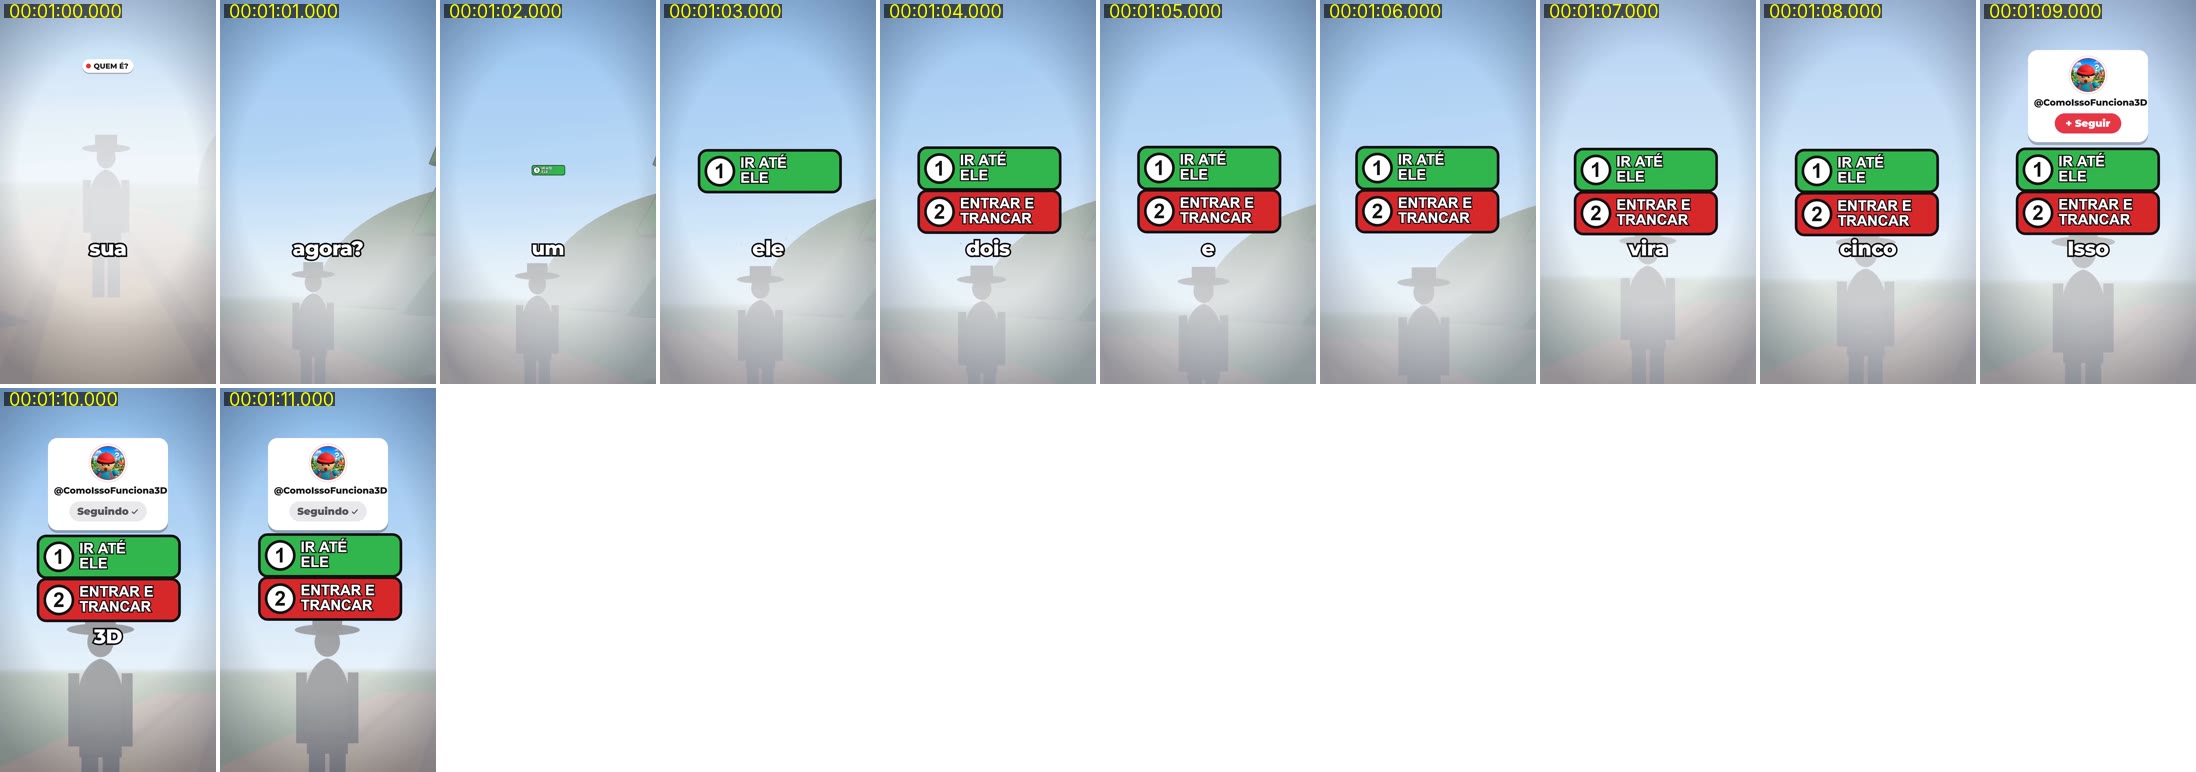 00:01:00.000
QUEM É?
sua
00:01:01.000
agora?
00:01:02.000
um
00:01:03.000
1 IR ATÉ
ELE
ele
00:01:04.000
1 IR ATÉ
ELE
2 ENTRAR E
TRANCAR
dois
00:01:05.000
1 IR ATÉ
ELE
2 ENTRAR E
TRANCAR
e
00:01:06.000
1 IR ATÉ
ELE
2 ENTRAR E
TRANCAR
00:01:07.000
1 IR ATÉ
ELE
2 ENTRAR E
TRANCAR
vira
00:01:08.000
1 IR ATÉ
ELE
2 ENTRAR E
TRANCAR
cinco
00:01:09.000
@ComoIssoFunciona3D
+ Seguir
1 IR ATÉ
ELE
2 ENTRAR E
TRANCAR
Isso
00:01:10.000
@ComoIssoFunciona3D
Seguindo ✓
1 IR ATÉ
ELE
2 ENTRAR E
TRANCAR
3D
00:01:11.000
@ComoIssoFunciona3D
Seguindo ✓
1 IR ATÉ
ELE
2 ENTRAR E
TRANCAR